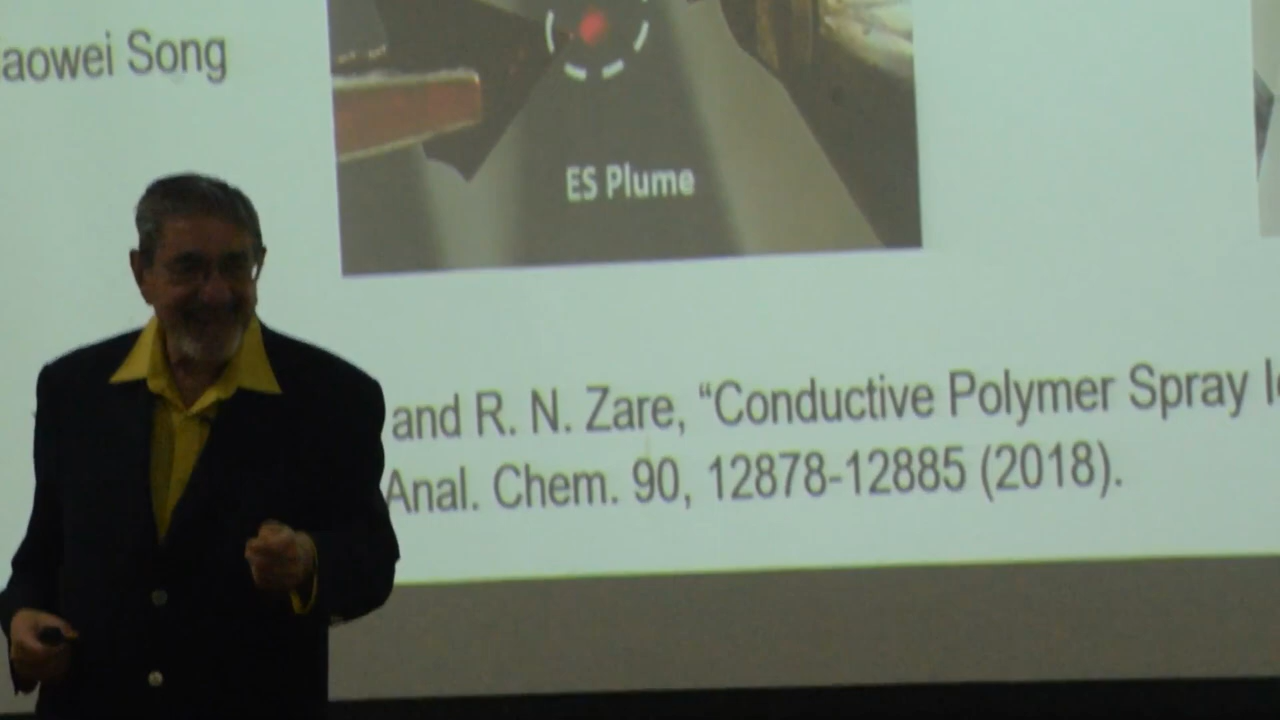 aowei Song
ES Plume
and R. N. Zare, “Conductive Polymer Spray
Anal. Chem. 90, 12878-12885 (2018).